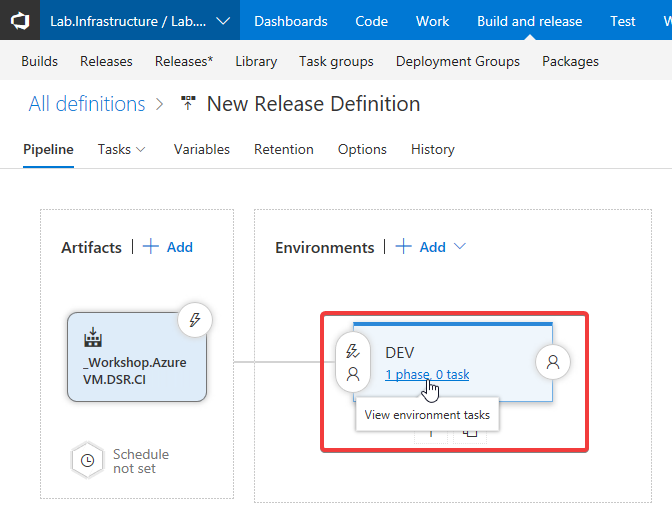 Lab.Infrastructure / Lab.... Dashboards Code Work Build and release Test
Builds Releases Releases* Library Task groups Deployment Groups Packages
All definitions > New Release Definition
Pipeline Tasks Variables Retention Options History
Artifacts | + Add
Environments | + Add
_Workshop.Azure
VM.DSR.CI
DEV
1 phase, 0 task
View environment tasks
Schedule
not set